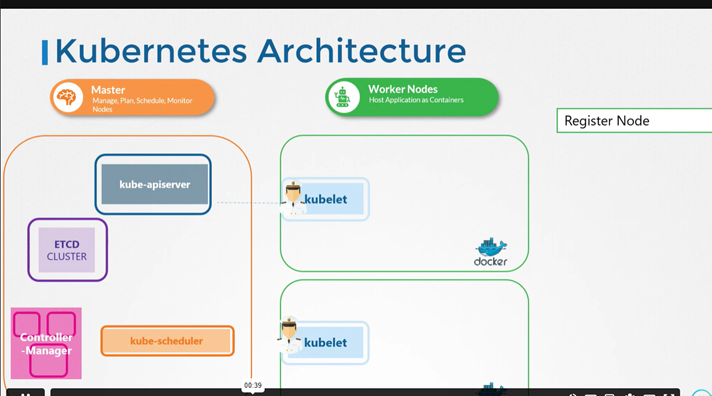 Kubernetes Architecture
Master
Manage, Plan, Schedule, Monitor
Nodes
Worker Nodes
Host Application as Containers
Register Node
kube-apiserver
kubelet
ETCD
CLUSTER
docker
Controller
-Manager
kube-scheduler
kubelet
00:39